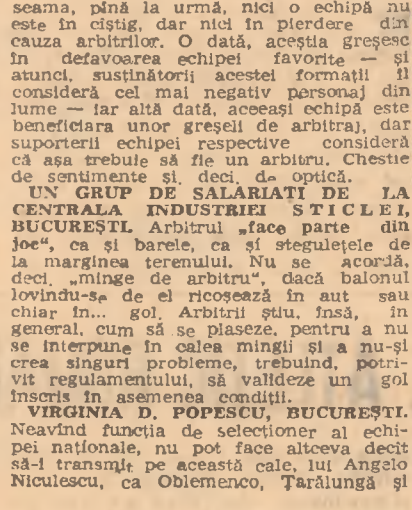 seama, pînă la urmă, nici o echipă nu
este în cîștig, dar nici în pierdere din
cauza arbitrilor. O dată, aceștia greșesc
în defavoarea echipei favorite — și
atunci, susținătorii acestei formații îl
consideră cel mai negativ personaj din
lume — iar altă dată, aceeași echipă este
beneficiara unor greșeli de arbitraj, dar
suporterii echipei respective consideră
că așa trebuie să fie un arbitru. Chestie
de sentimente și, deci, de optică.
UN GRUP DE SALARIAȚI DE LA
CENTRALA INDUSTRIEI STICLEI,
BUCUREȘTI. Arbitrul „face parte din
joc", ca și barele, ca și steguлețele de
la marginea terenului. Nu se acordă,
deci, „minge de arbitru", dacă balonul
lovindu-se de el ricoșează în aut sau
chiar în... gol. Arbitrii știu, însă, în
general, cum să se plaseze, pentru a nu
se interpune în calea mingii și a nu-și
crea singuri probleme, trebuind, potri-
vit regulamentului, să valideze un gol
înscris în asemenea condiții.
VIRGINIA D. POPESCU, BUCUREȘTI.
Neavînd funcția de selecționer al echi-
pei naționale, nu pot face altceva decît
să-i transmit pe această cale, lui Angelo
Niculescu, ca Oblemenco, Țarălungă și